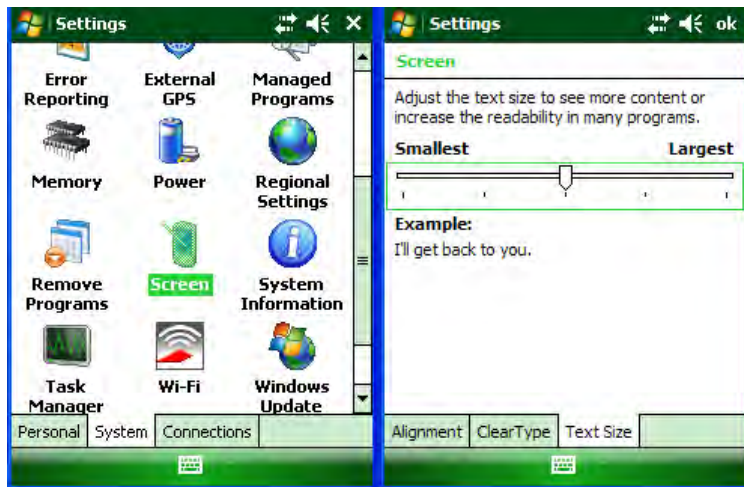 Settings
Error
Reporting
External
GPS
Managed
Programs
Memory
Power
Regional
Settings
Remove
Programs
Screen
System
Information
Task
Manager
Wi-Fi
Windows
Update
Personal System Connections
Settings ok
Screen
Adjust the text size to see more content or
increase the readability in many programs.
Smallest Largest
Example:
I'll get back to you.
Alignment ClearType Text Size